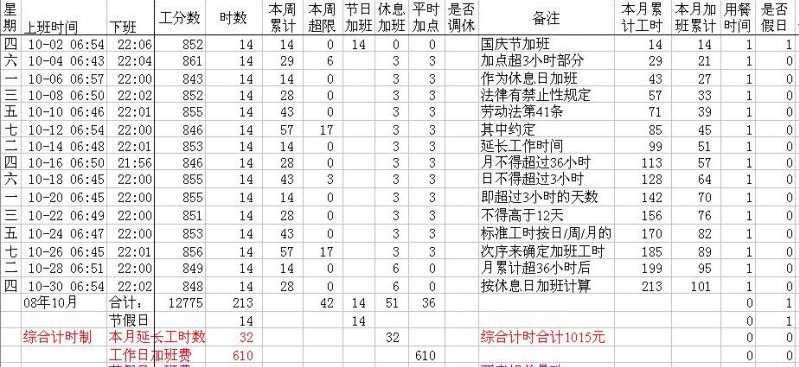 星期 上班时间 下班 工分数 时数 本周累计 本周超限 节日加班 休息加班 平时加点 是否调休 备注 本月累计工时 本月加班累计 用餐时间 是否假日
四 10-02 06:54 22:06 852 14 14 0 14 0 0 国庆节加班 14 14 1 1
六 10-04 06:43 22:04 861 14 29 6 3 3 加点超3小时部分 29 21 1 0
一 10-06 06:57 22:00 843 14 14 0 3 3 作为休息日加班 43 27 1 0
三 10-08 06:50 22:02 852 14 28 0 3 3 法律有禁止性规定 57 33 1 0
五 10-10 06:46 22:01 855 14 43 0 3 3 劳动法第41条 71 39 1 0
七 10-12 06:54 22:00 846 14 57 17 3 3 其中约定 85 45 1 0
二 10-14 06:48 22:01 853 14 14 0 3 3 延长工作时间 99 51 1 0
四 10-16 06:50 21:56 846 14 28 0 3 3 月不得超过36小时 113 57 1 0
六 10-18 06:45 22:00 855 14 43 3 3 3 日不得超过3小时 128 64 1 0
一 10-20 06:45 22:00 855 14 14 0 3 3 即超过3小时的天数 142 70 1 0
三 10-22 06:49 22:00 851 14 28 0 3 3 不得高于12天 156 76 1 0
五 10-24 06:47 22:00 853 14 43 0 3 3 标准工时按日/周/月的 170 82 1 0
七 10-26 06:45 22:01 856 14 57 17 3 3 次序来确定加班工时 185 89 1 0
二 10-28 06:51 22:00 849 14 14 0 6 0 月累计超36小时后 199 95 1 0
四 10-30 06:54 22:02 848 14 28 0 6 0 按休息日加班计算 213 101 1 0
08年10月 合计： 12775 213 42 14 51 36 0 1
节假日 14 14 0 1
综合计时制 本月延长工时数 32 32 综合计时合计1015元 0 0
工作日加班费 610 610 0 0